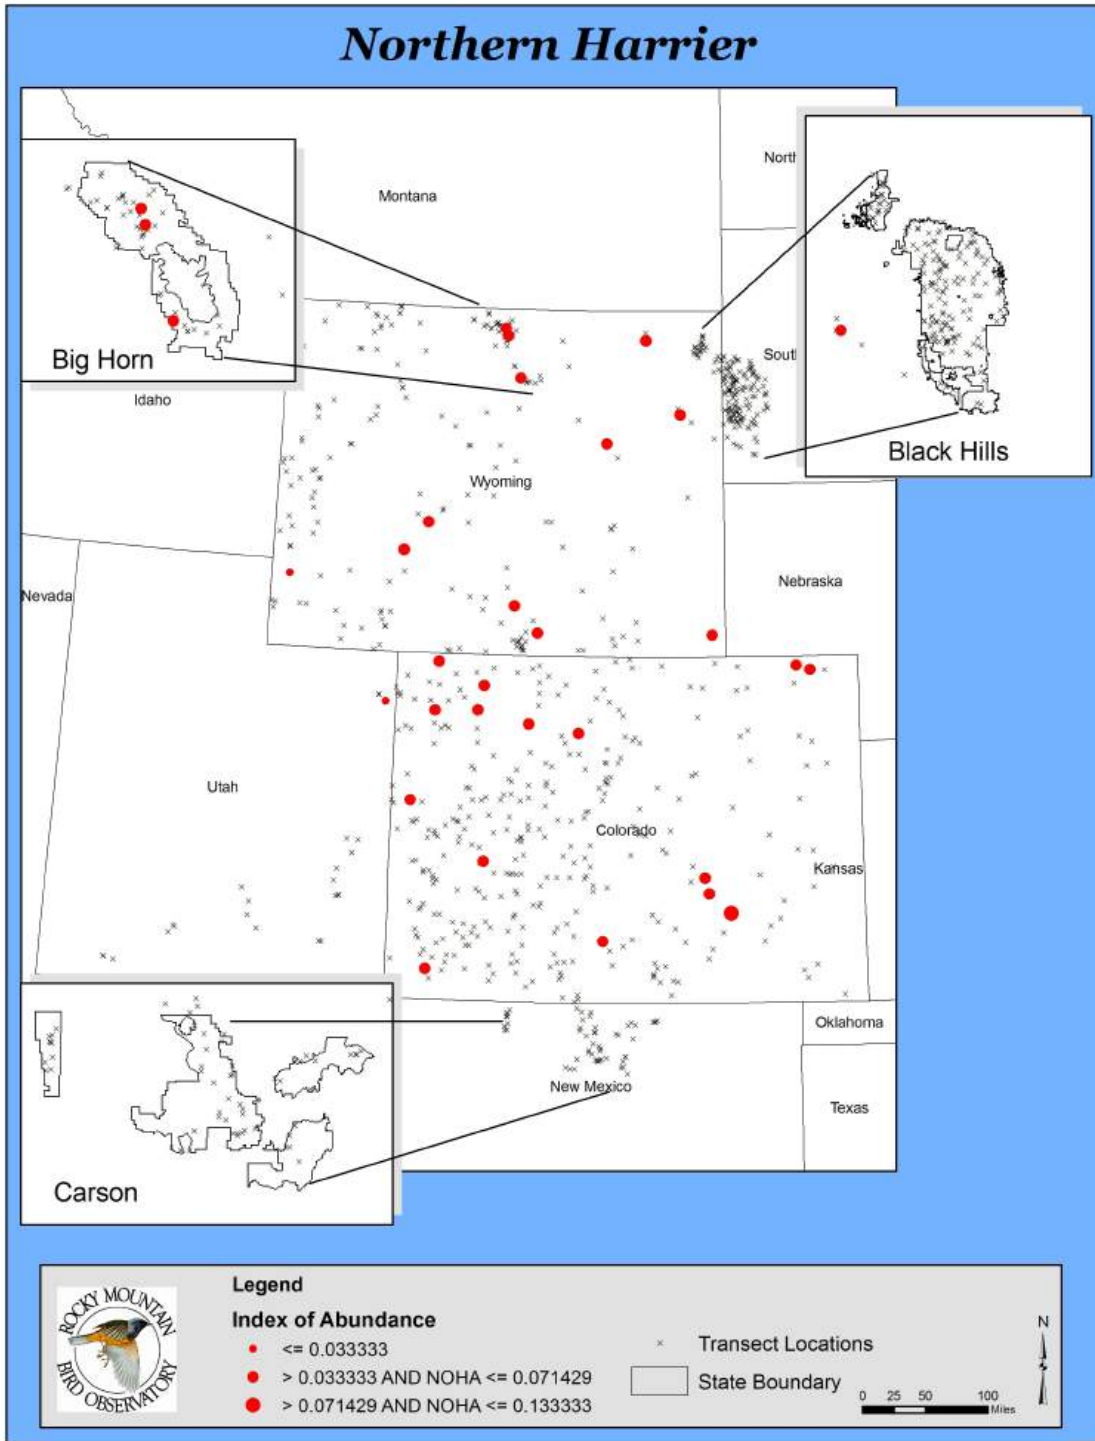 Northern Harrier
Montana
North
Big Horn
Idaho
South
Black Hills
Wyoming
Nevada
Nebraska
Utah
Colorado
Kansas
Oklahoma
New Mexico
Texas
Carson
Legend
Index of Abundance
<= 0.033333
> 0.033333 AND NOHA <= 0.071429
> 0.071429 AND NOHA <= 0.133333
Transect Locations
State Boundary
N
0 25 50 100
Miles
ROCKY MOUNTAIN
BIRD OBSERVATORY